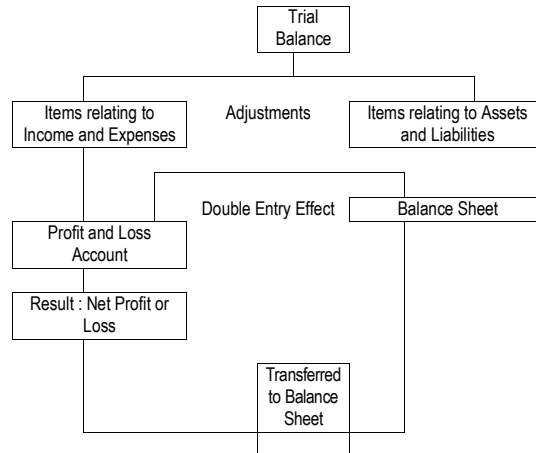 Trial
Balance
Items relating to
Income and Expenses
Adjustments
Items relating to Assets
and Liabilities
Double Entry Effect
Balance Sheet
Profit and Loss
Account
Result : Net Profit or
Loss
Transferred
to Balance
Sheet